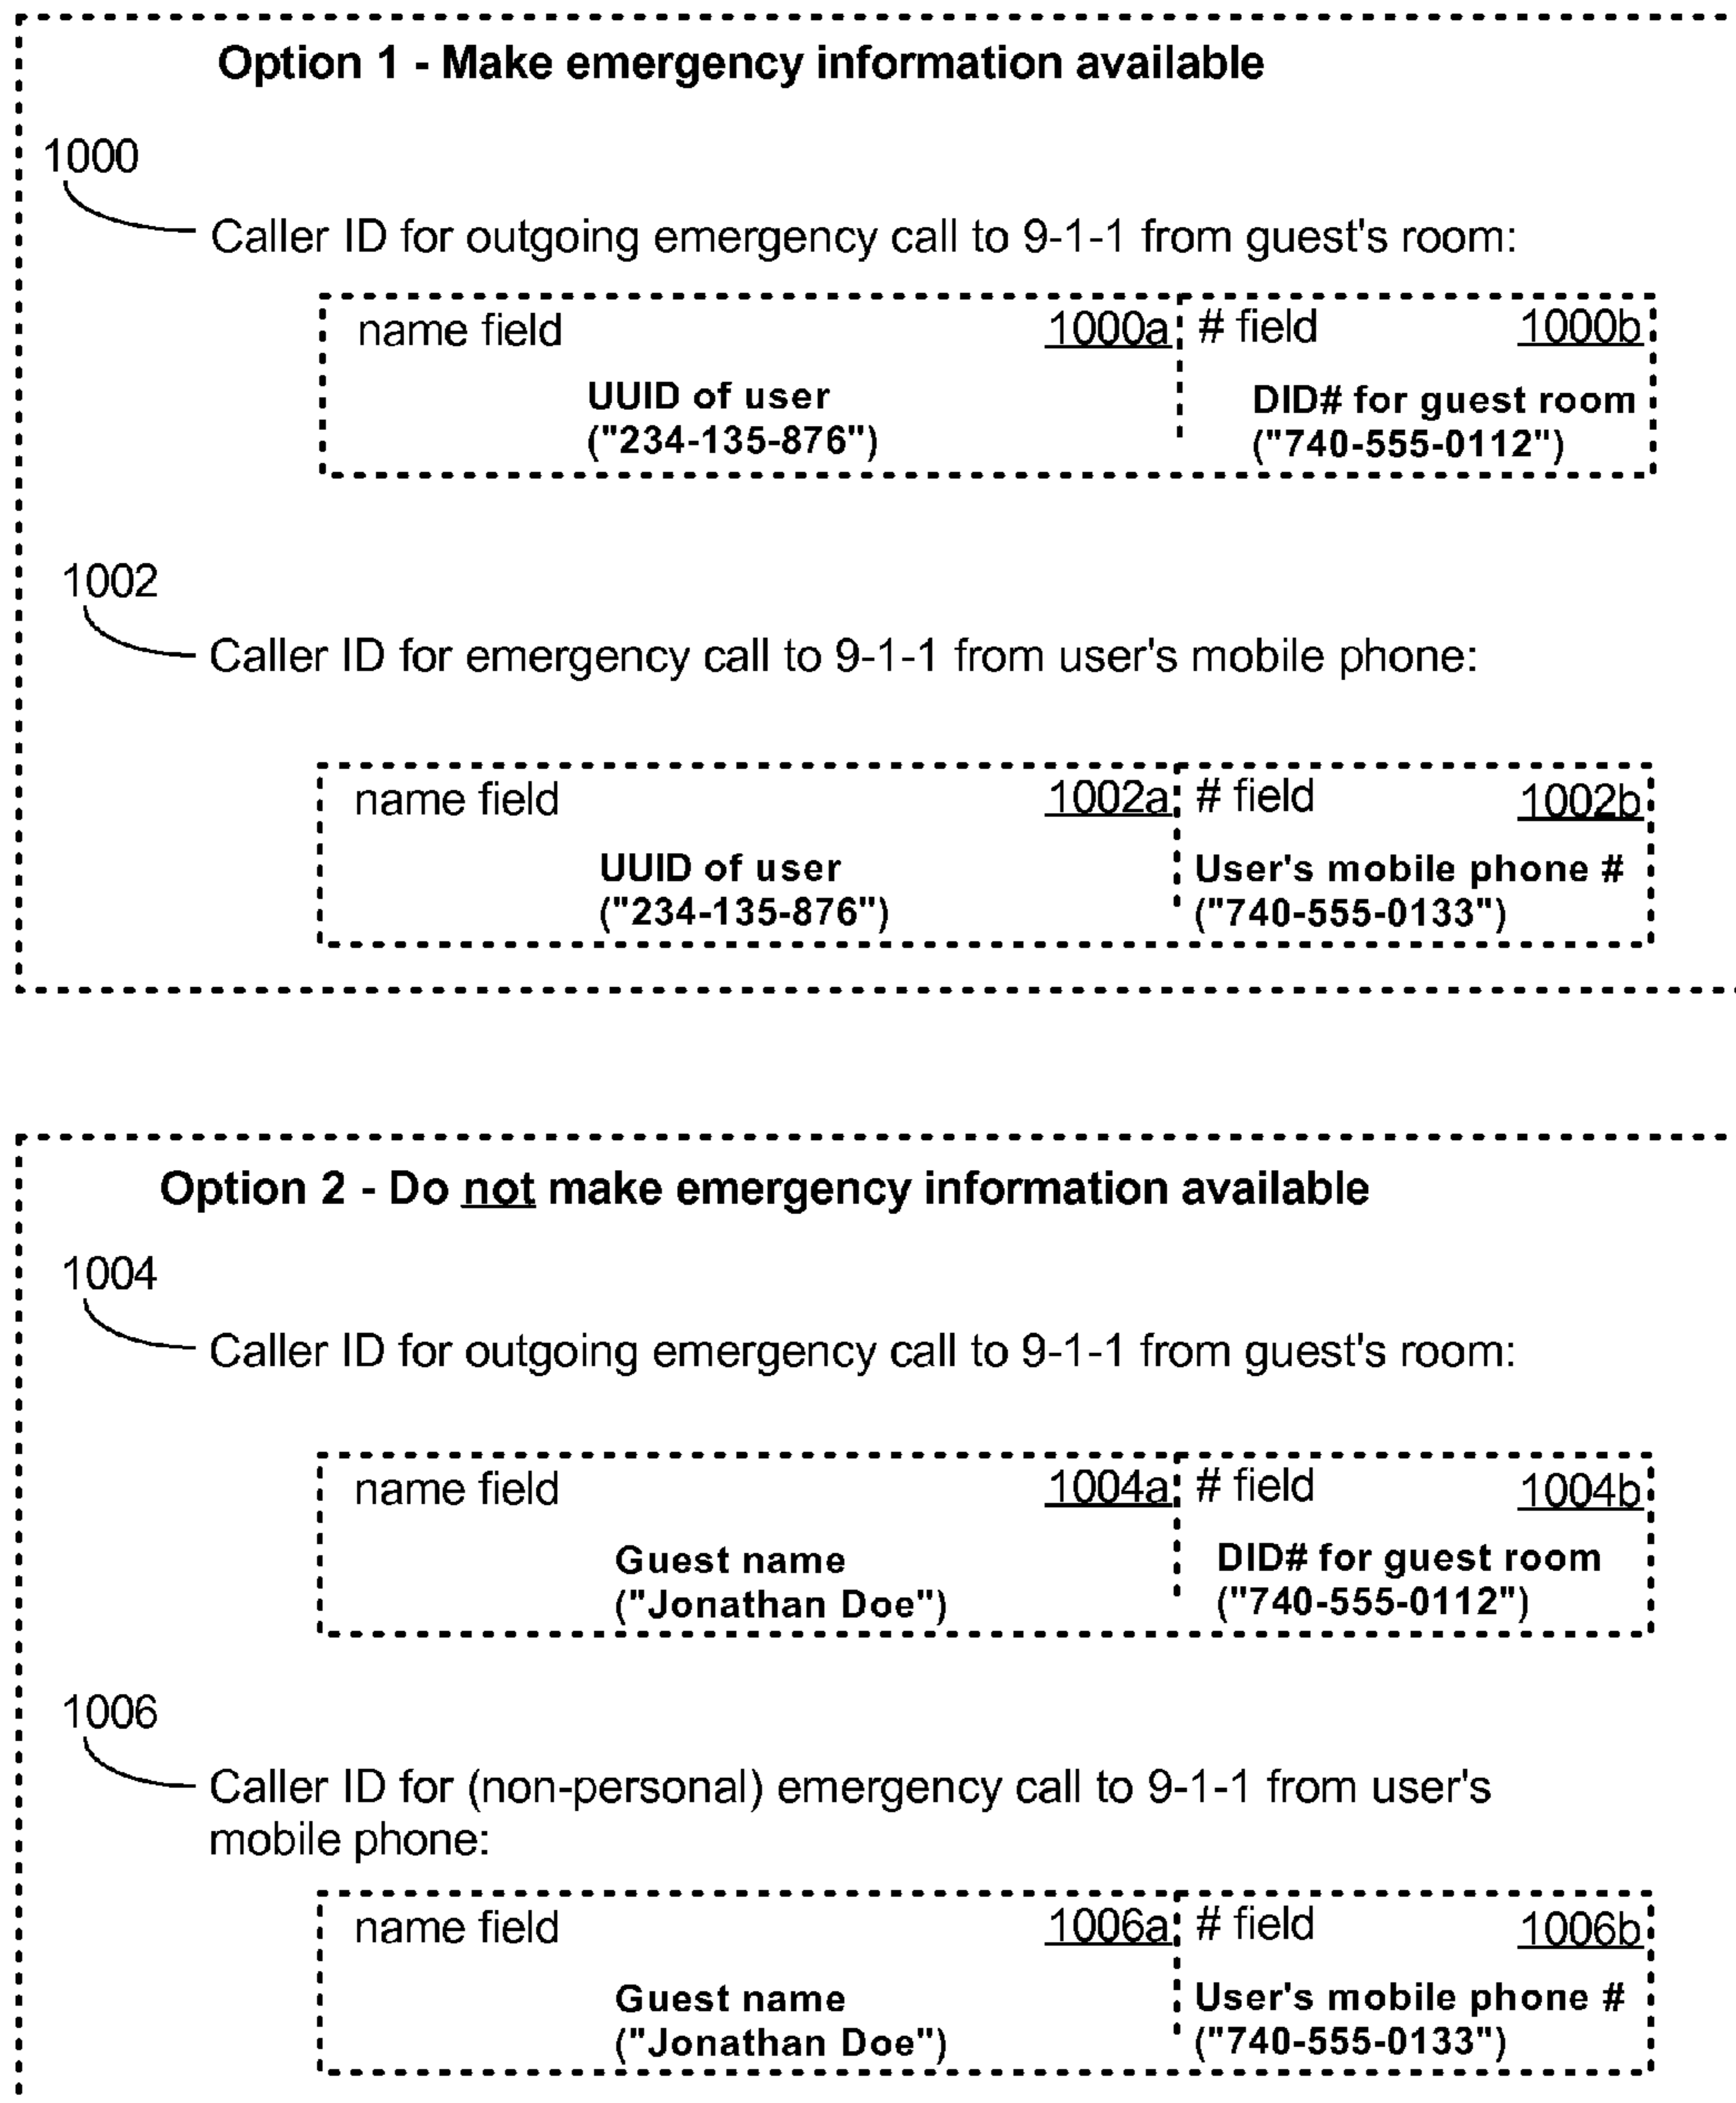 Option 1 - Make emergency information available
1000
Caller ID for outgoing emergency call to 9-1-1 from guest's room:
name field 1000a # field 1000b
UUID of user DID# for guest room
("234-135-876") ("740-555-0112")
1002
Caller ID for emergency call to 9-1-1 from user's mobile phone:
name field 1002a # field 1002b
UUID of user User's mobile phone #
("234-135-876") ("740-555-0133")
Option 2 - Do not make emergency information available
1004
Caller ID for outgoing emergency call to 9-1-1 from guest's room:
name field 1004a # field 1004b
Guest name DID# for guest room
("Jonathan Doe") ("740-555-0112")
1006
Caller ID for (non-personal) emergency call to 9-1-1 from user's
mobile phone:
name field 1006a # field 1006b
Guest name User's mobile phone #
("Jonathan Doe") ("740-555-0133")